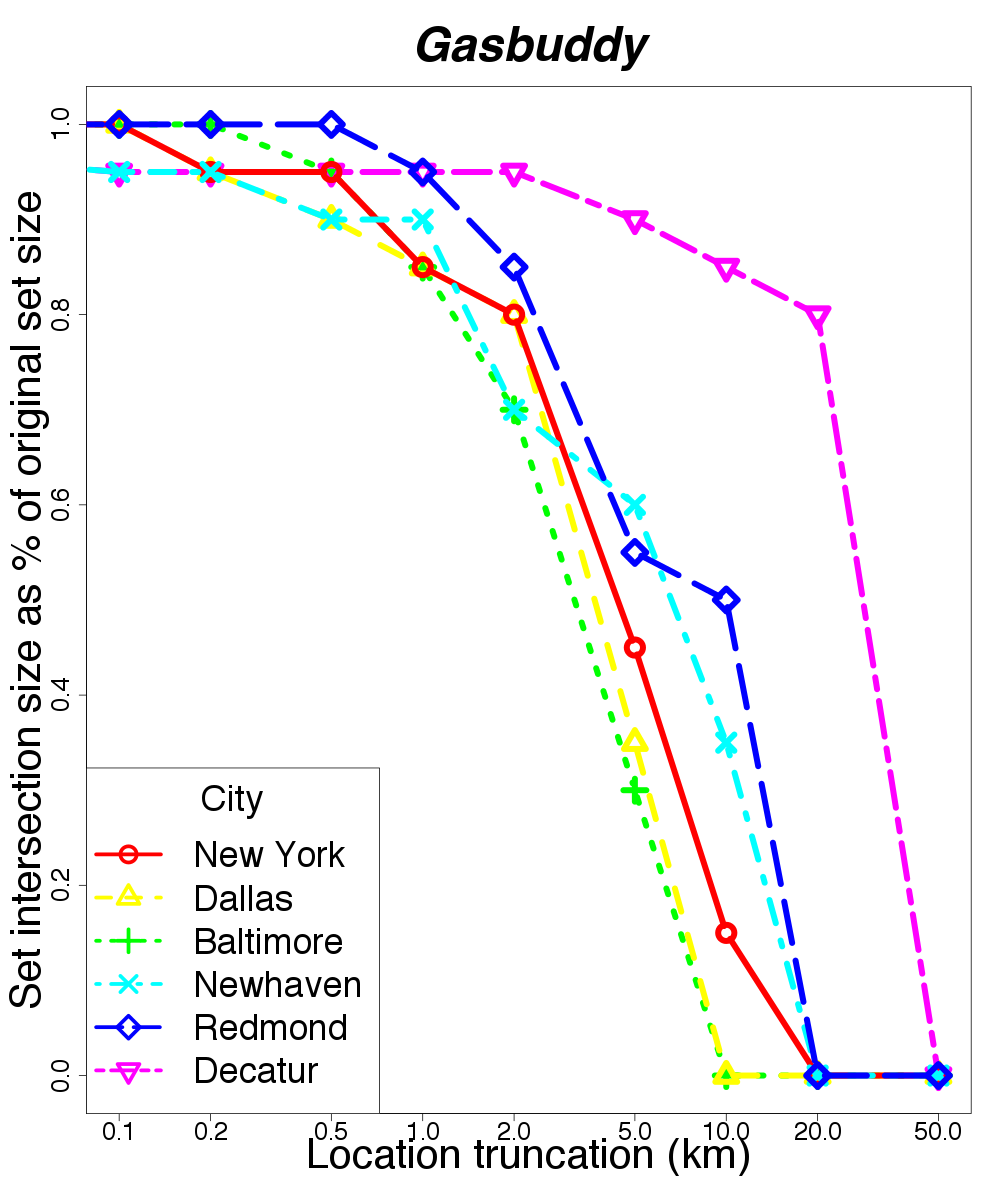 Gasbuddy
Set intersection size as % of original set size
1.0
0.8
0.6
0.4
0.2
0.0
City
New York
Dallas
Baltimore
Newhaven
Redmond
Decatur
0.1 0.2 0.5 1.0 2.0 5.0 10.0 20.0 50.0
Location truncation (km)